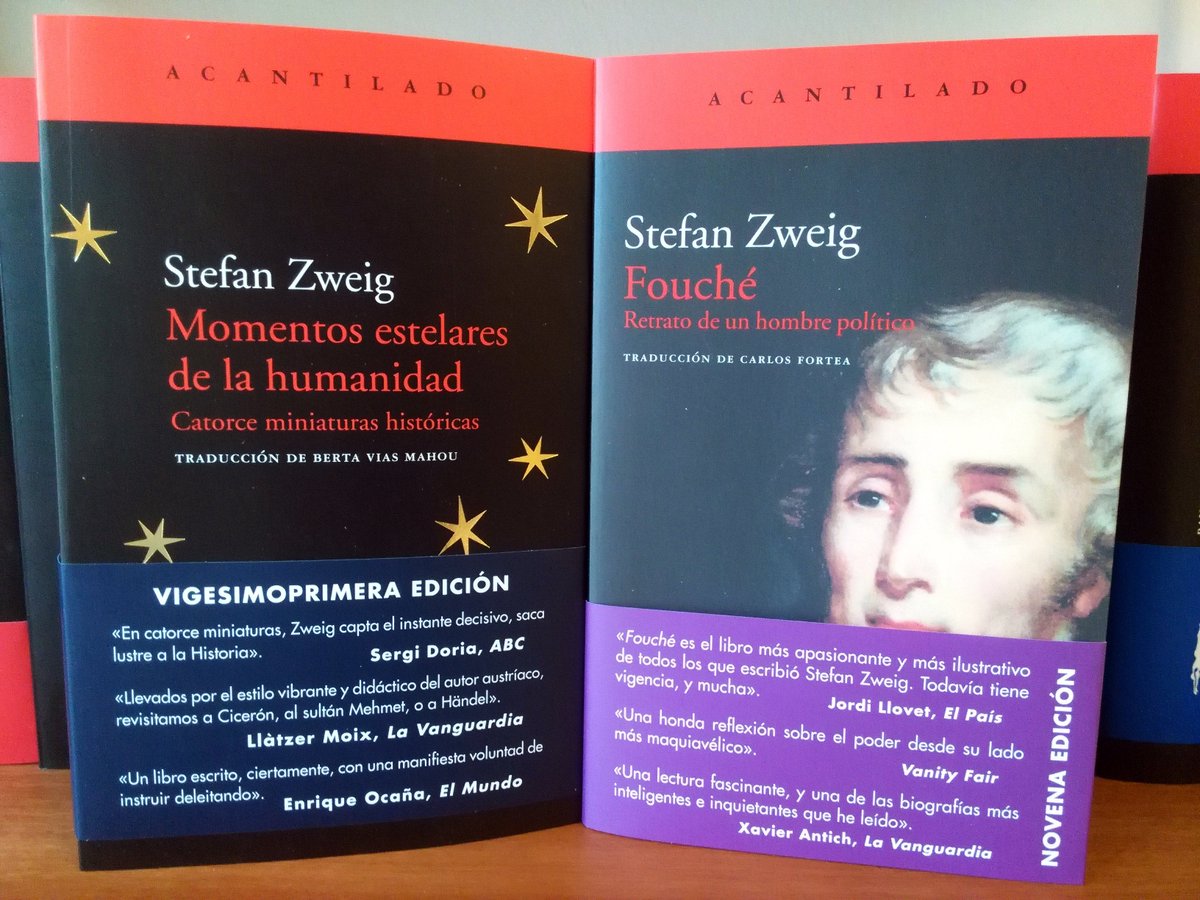 ACANTILADO
Stefan Zweig
Momentos estelares
de la humanidad
Catorce miniaturas históricas
TRADUCCIÓN DE BERTA VIAS MAHOU
VIGESIMOPRIMERA EDICIÓN
«En catorce miniaturas, Zweig capta el instante decisivo, saca
lustre a la Historia».
Sergi Doria, ABC
«Llevados por el estilo vibrante y didáctico del autor austríaco,
revisitamos a Cicerón, al sultán Mehmet, o a Händel».
Llàtzer Moix, La Vanguardia
«Un libro escrito, ciertamente, con una manifiesta voluntad de
instruir deleitando».
Enrique Ocaña, El Mundo
ACANTILADO
Stefan Zweig
Fouché
Retrato de un hombre político
TRADUCCIÓN DE CARLOS FORTEA
«Fouché es el libro más apasionante y más ilustrativo
de todos los que escribió Stefan Zweig. Todavía tiene
vigencia, y mucha».
Jordi Llovet, El País
«Una honda reflexión sobre el poder desde su lado
más maquiavélico».
Vanity Fair
«Una lectura fascinante, y una de las biografías más
inteligentes e inquietantes que he leído».
Xavier Antich, La Vanguardia
NOVENA EDICIÓN